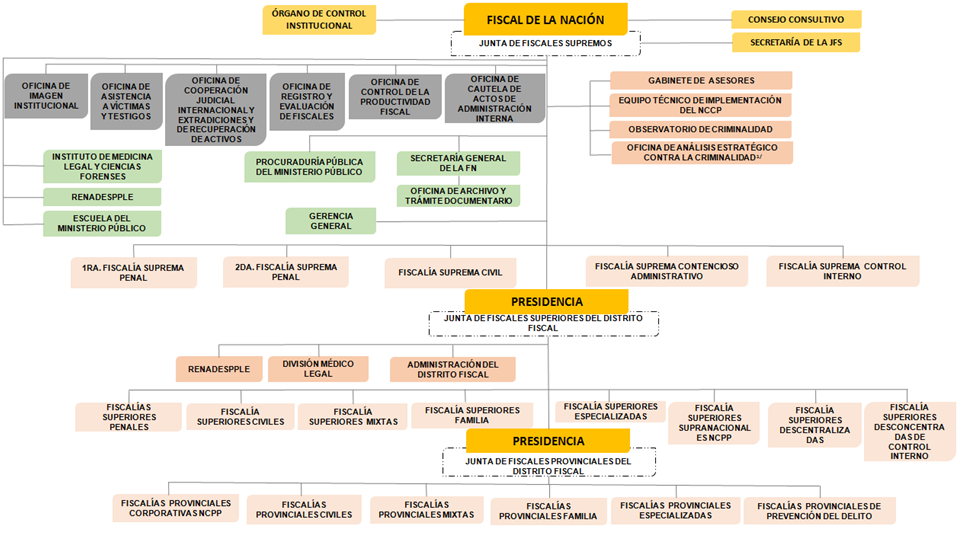 ÓRGANO DE CONTROL
INSTITUCIONAL
FISCAL DE LA NACIÓN
CONSEJO CONSULTIVO
JUNTA DE FISCALES SUPREMOS
SECRETARÍA DE LA JFS
OFICINA DE
IMAGEN
INSTITUCIONAL
OFICINA DE
ASISTENCIA
A VÍCTIMAS
Y TESTIGOS
OFICINA DE
COOPERACIÓN
JUDICIAL
INTERNACIONAL Y
EXTRADICIONES Y
DE RECUPERACIÓN
DE ACTIVOS
OFICINA DE
REGISTRO Y
EVALUACIÓN
DE FISCALES
OFICINA DE
CONTROL DE LA
PRODUCTIVIDAD
FISCAL
OFICINA DE
CAUTELA DE
ACTOS DE
ADMINISTRACIÓN
INTERNA
GABINETE DE ASESORES
EQUIPO TÉCNICO DE IMPLEMENTACIÓN
DEL NCCP
OBSERVATORIO DE CRIMINALIDAD
OFICINA DE ANÁLISIS ESTRATÉGICO
CONTRA LA CRIMINALIDAD1/
INSTITUTO DE MEDICINA
LEGAL Y CIENCIAS
FORENSES
PROCURADURÍA PÚBLICA
DEL MINISTERIO PÚBLICO
SECRETARÍA GENERAL
DE LA FN
RENADESPPLE
OFICINA DE ARCHIVO Y
TRÁMITE DOCUMENTARIO
ESCUELA DEL
MINISTERIO PÚBLICO
GERENCIA
GENERAL
1RA. FISCALÍA SUPREMA
PENAL
2DA. FISCALÍA SUPREMA
PENAL
FISCALÍA SUPREMA CIVIL
FISCALÍA SUPREMA CONTENCIOSO
ADMINISTRATIVO
FISCALÍA SUPREMA CONTROL
INTERNO
PRESIDENCIA
JUNTA DE FISCALES SUPERIORES DEL DISTRITO
FISCAL
RENADESPPLE
DIVISIÓN MÉDICO
LEGAL
ADMINISTRACIÓN DEL
DISTRITO FISCAL
FISCALÍAS
SUPERIORES
PENALES
FISCALÍA
SUPERIORES CIVILES
FISCALÍA
SUPERIORES MIXTAS
FISCALÍA SUPERIORES
FAMILIA
FISCALÍA SUPERIORES
ESPECIALIZADAS
FISCALÍA
SUPERIORES
SUPRANACIONAL
ES NCPP
FISCALÍA
SUPERIORES
DESCENTRALIZA
DAS
FISCALÍA
SUPERIORES
DESCONCENTRA
DAS DE
CONTROL
INTERNO
PRESIDENCIA
JUNTA DE FISCALES PROVINCIALES DEL
DISTRITO FISCAL
FISCALÍAS PROVINCIALES
CORPORATIVAS NCPP
FISCALÍAS
PROVINCIALES CIVILES
FISCALÍAS
PROVINCIALES MIXTAS
FISCALÍAS
PROVINCIALES FAMILIA
FISCALÍAS PROVINCIALES
ESPECIALIZADAS
FISCALÍAS PROVINCIALES DE
PREVENCIÓN DEL DELITO